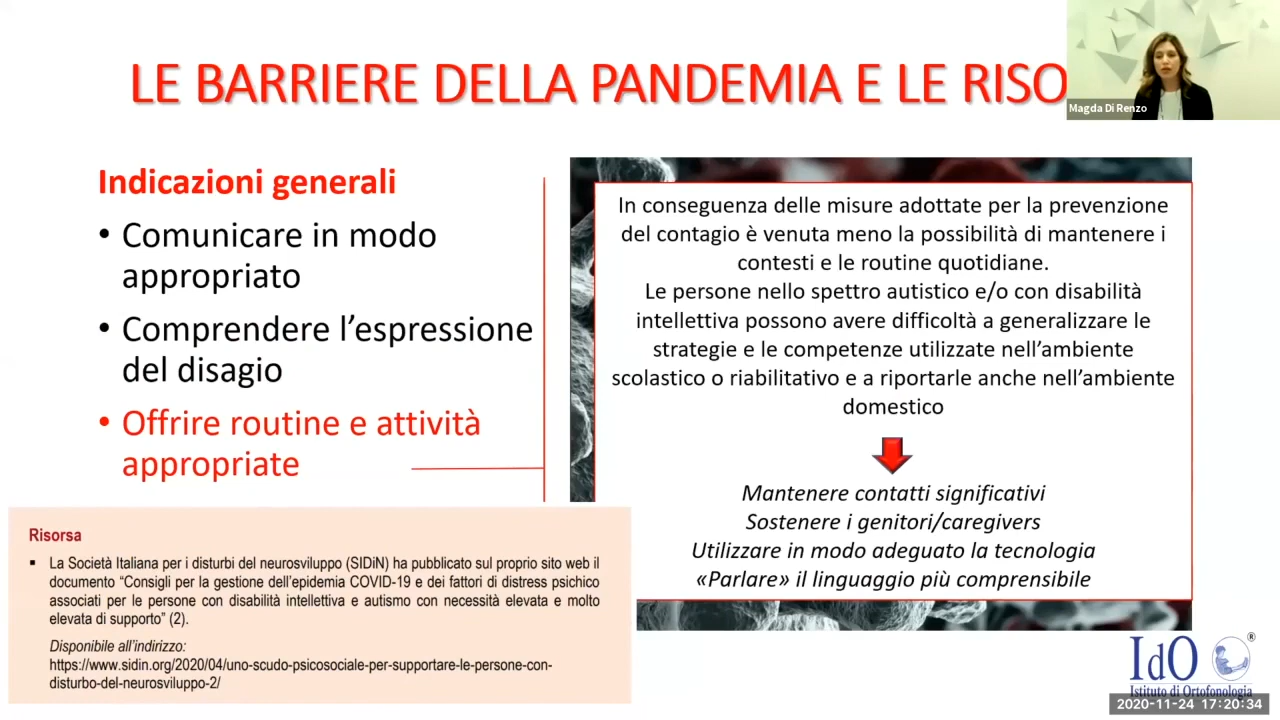 LE BARRIERE DELLA PANDEMIA E LE RISO
Magda Di Renzo
Indicazioni generali
• Comunicare in modo
appropriato
• Comprendere l’espressione
del disagio
• Offrire routine e attività
appropriate
In conseguenza delle misure adottate per la prevenzione
del contagio è venuta meno la possibilità di mantenere i
contesti e le routine quotidiane.
Le persone nello spettro autistico e/o con disabilità
intellettiva possono avere difficoltà a generalizzare le
strategie e le competenze utilizzate nell’ambiente
scolastico o riabilitativo e a riportarle anche nell’ambiente
domestico
Mantenere contatti significativi
Sostenere i genitori/caregivers
Utilizzare in modo adeguato la tecnologia
«Parlare» il linguaggio più comprensibile
Risorsa
▪ La Società Italiana per i disturbi del neurosviluppo (SIDiN) ha pubblicato sul proprio sito web il
documento “Consigli per la gestione dell’epidemia COVID-19 e dei fattori di distress psichico
associati per le persone con disabilità intellettiva e autismo con necessità elevata e molto
elevata di supporto” (2).
Disponibile all’indirizzo:
https://www.sidin.org/2020/04/uno-scudo-psicosociale-per-supportare-le-persone-con-
disturbo-del-neurosviluppo-2/
IdO ®
Istituto di Ortofonologia
2020-11-24 17:20:34